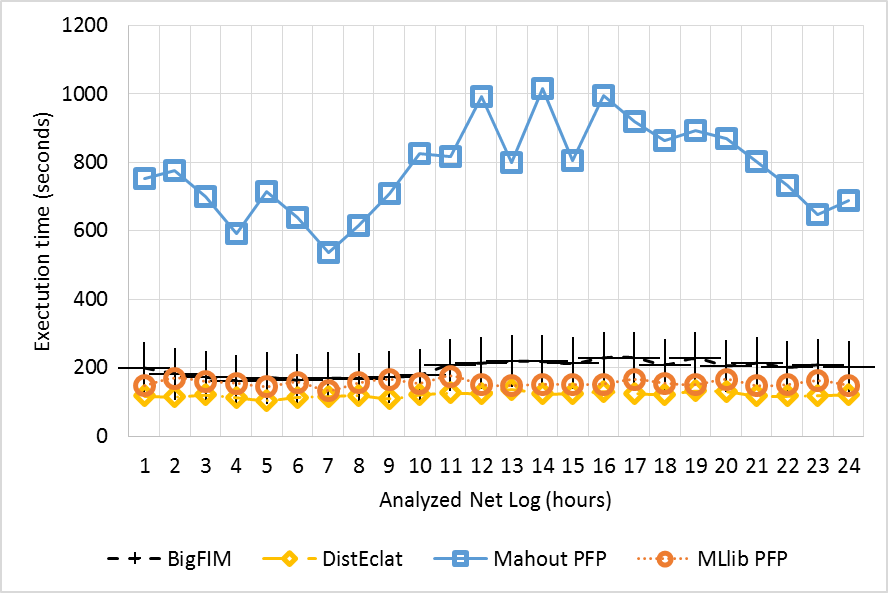 1200
1000
800
600
400
200
0
Exectution time (seconds)
1 2 3 4 5 6 7 8 9 10 11 12 13 14 15 16 17 18 19 20 21 22 23 24
Analyzed Net Log (hours)
BigFIM DistEclat Mahout PFP MLlib PFP